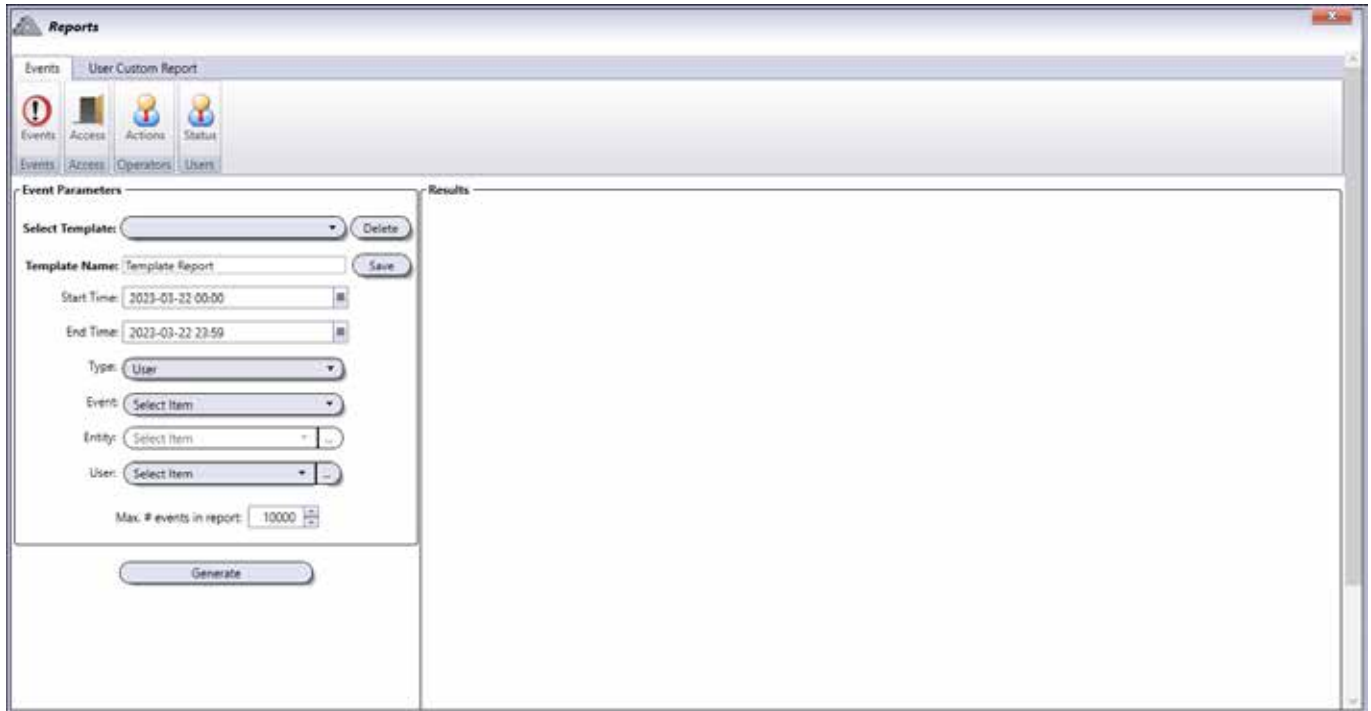 Reports
x
Events User Custom Report
Events Access Actions Status
Events Access Operators Users
Event Parameters
Select Template: Delete
Template Name: Template Report Save
Start Time: 2023-03-22 00:00
End Time: 2023-03-22 23:59
Type: User
Event: Select Item
Entity: Select Item ...
User: Select Item ...
Max. # events in report: 10000
Generate
Results